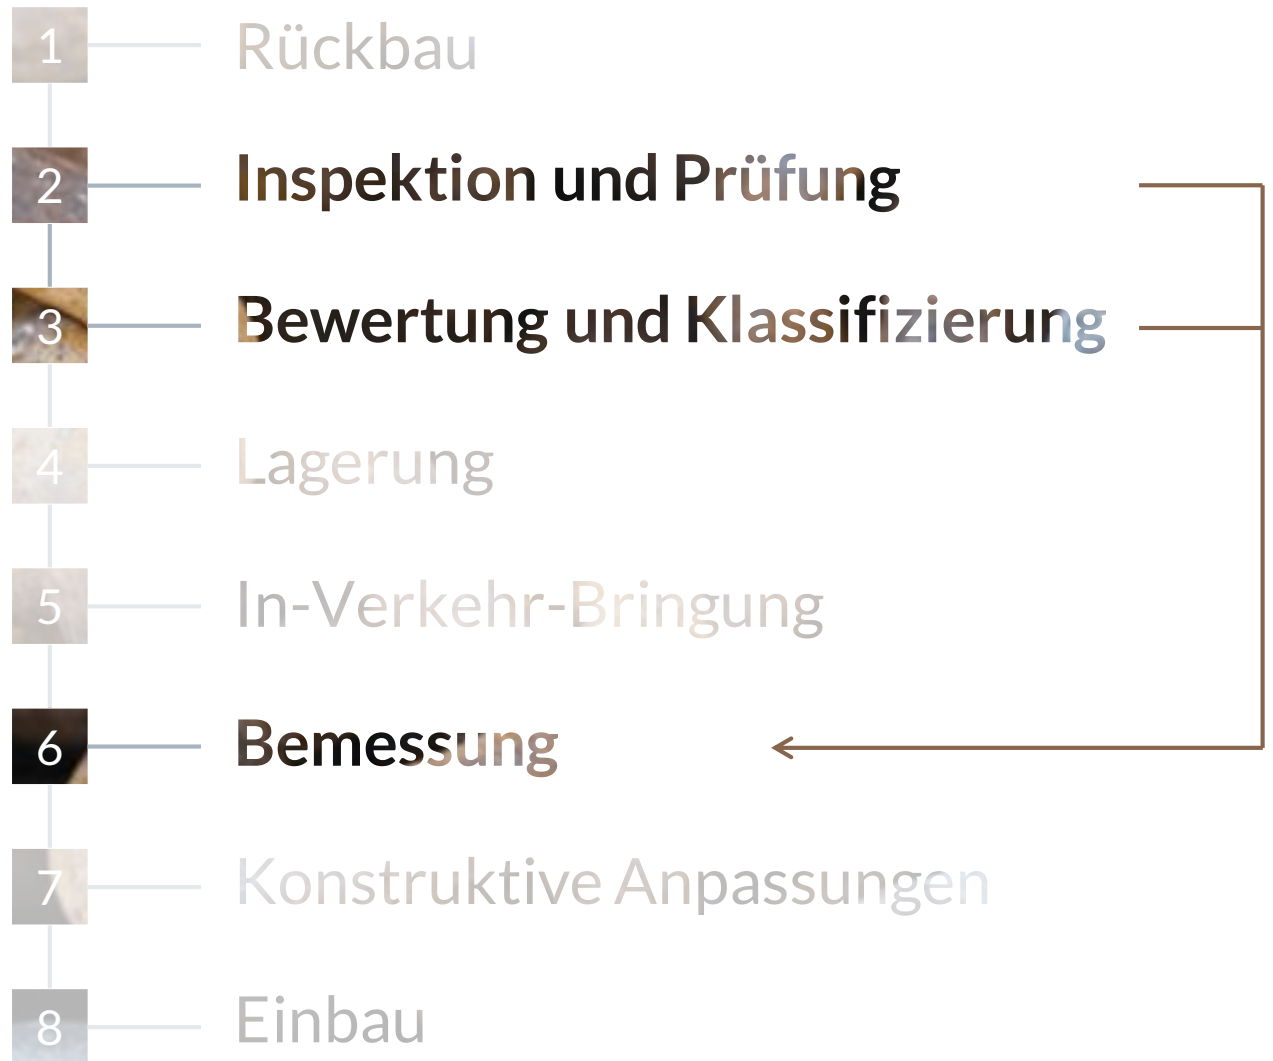 1 Rückbau
2 Inspektion und Prüfung
3 Bewertung und Klassifizierung
4 Lagerung
5 In-Verkehr-Bringung
6 Bemessung
7 Konstruktive Anpassungen
8 Einbau